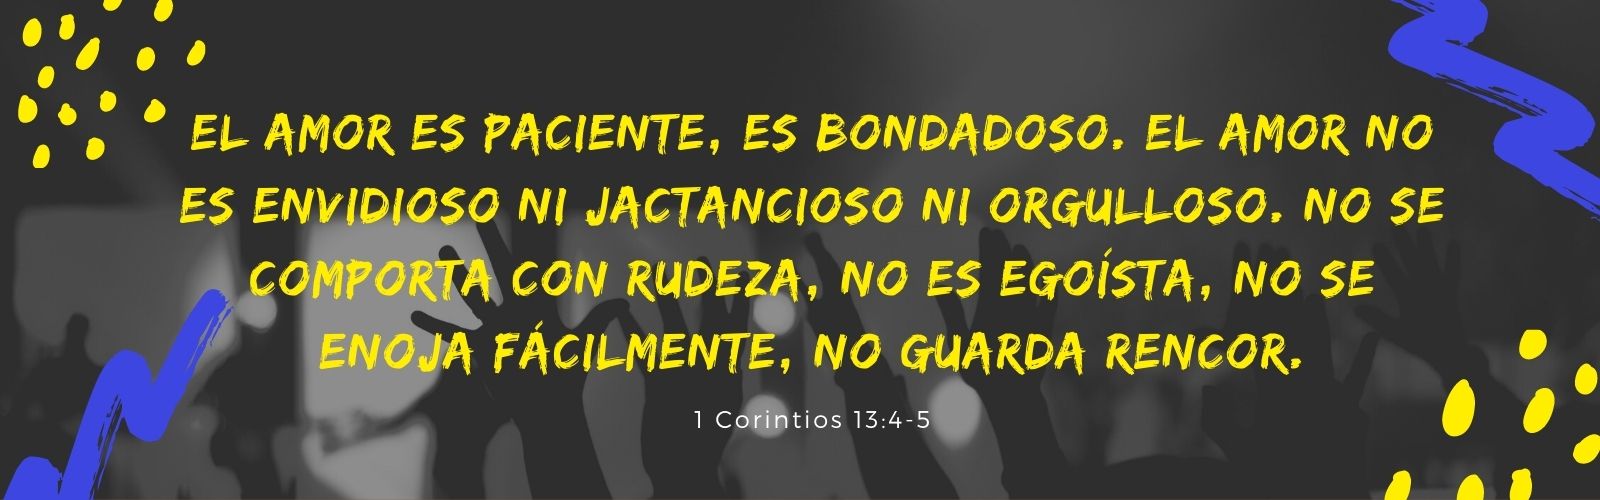 EL AMOR ES PACIENTE, ES BONDADOSO. EL AMOR NO
ES ENVIDIOSO NI JACTANCIOSO NI ORGULLOSO. NO SE
COMPORTA CON RUDEZA, NO ES EGOÍSTA, NO SE
ENOJA FÁCILMENTE, NO GUARDA RENCOR.
1 Corintios 13:4-5